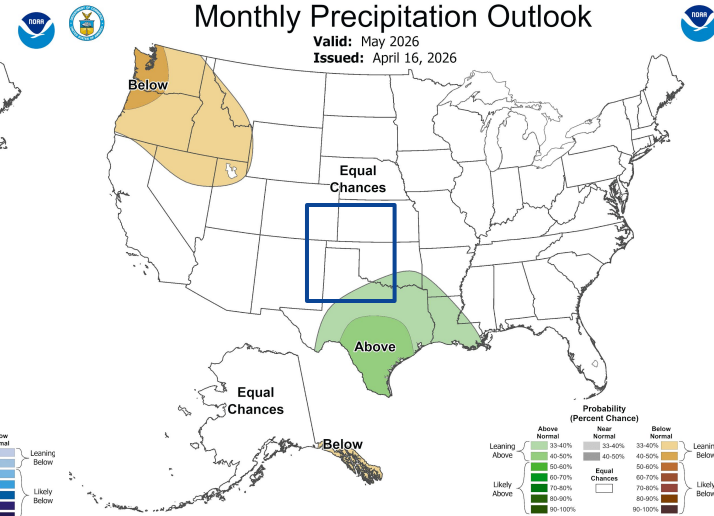 Monthly Precipitation Outlook
Valid: May 2026
Issued: April 16, 2026
NOAA
NOAA
Below
Equal
Chances
Above
Equal
Chances
Below
Probability
(Percent Chance)
Above
Normal
Near
Normal
Below
Normal
Leaning
Above
33-40%
40-50%
Likely
Above
50-60%
60-70%
70-80%
80-90%
90-100%
33-40%
40-50%
Equal
Chances
33-40%
40-50%
50-60%
60-70%
70-80%
80-90%
90-100%
Leaning
Below
Likely
Below
Leaning
Below
Likely
Below